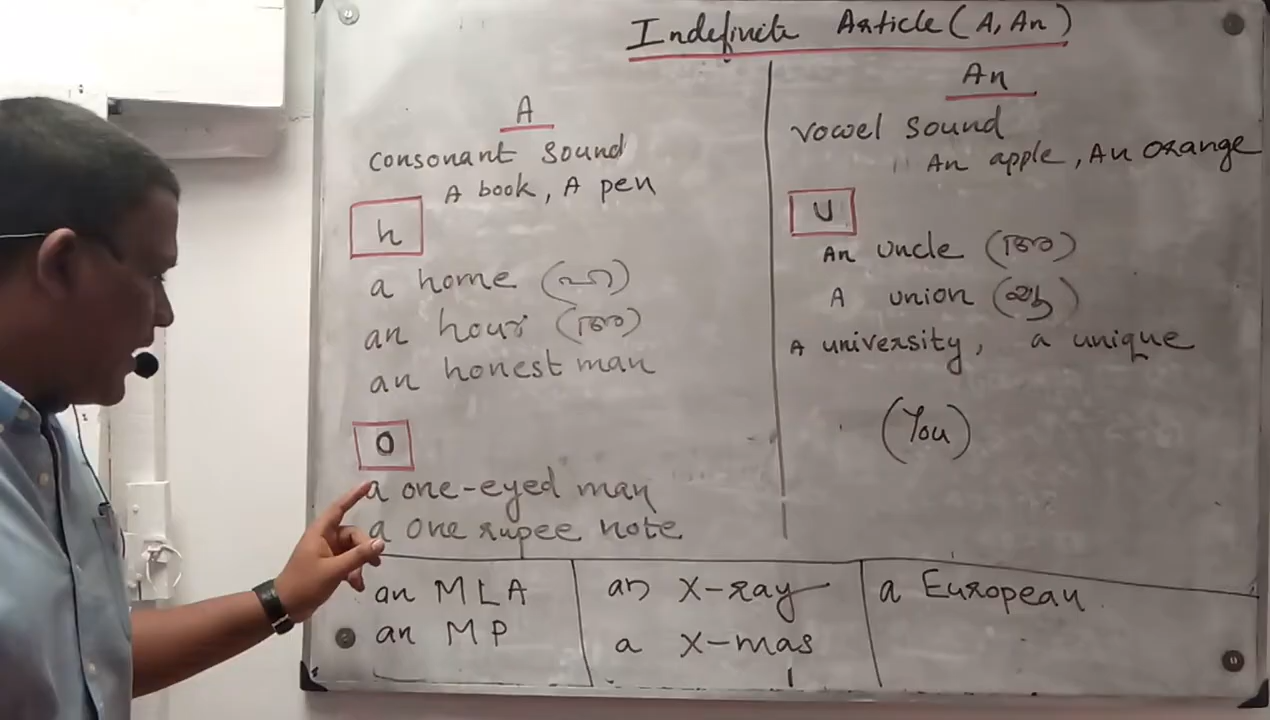 Indefinite Article (A, An)
A
consonant sound
A book, A pen
h
a home
an hour
an honest man
O
a one-eyed man
a one rupee note
An
vowel sound
An apple, An orange
U
An uncle
A union
A university, a unique
(You)
an MLA
an MP
an X-ray
a X-mas
a European